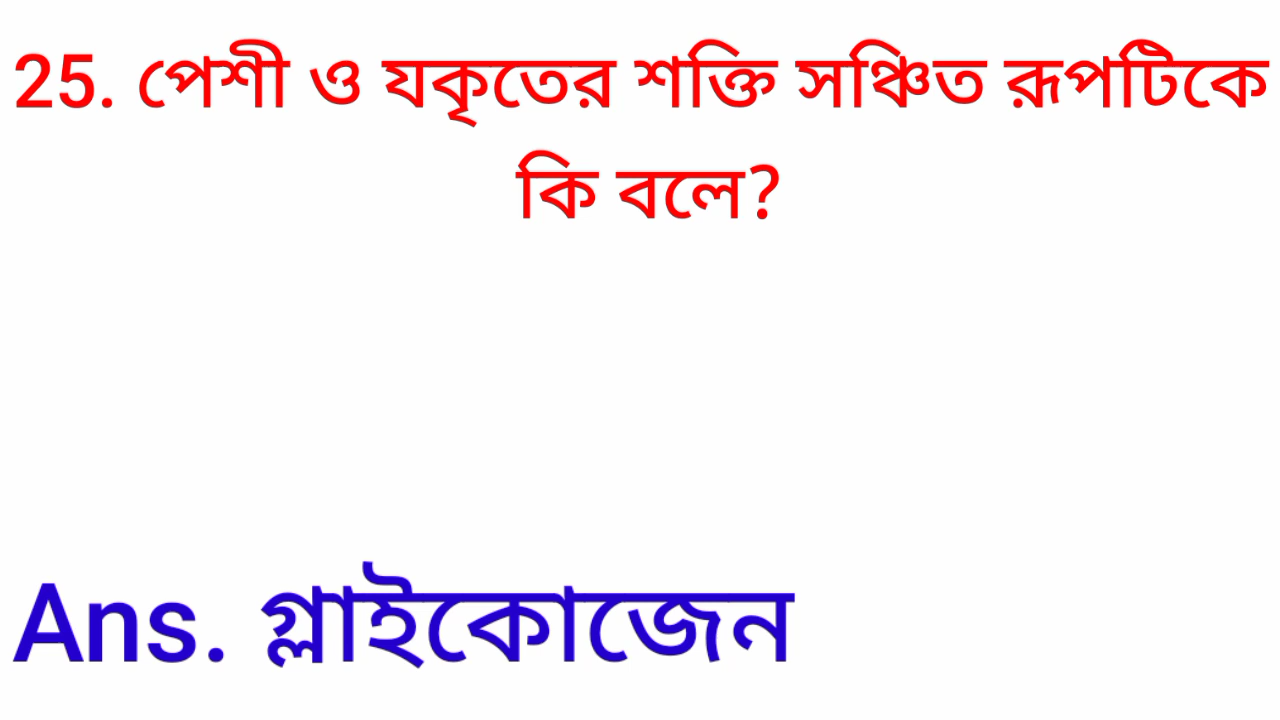 25. পেশী ও যকৃতের শক্তি সঞ্চিত রূপটিকে
কি বলে?
Ans. গ্লাইকোজেন